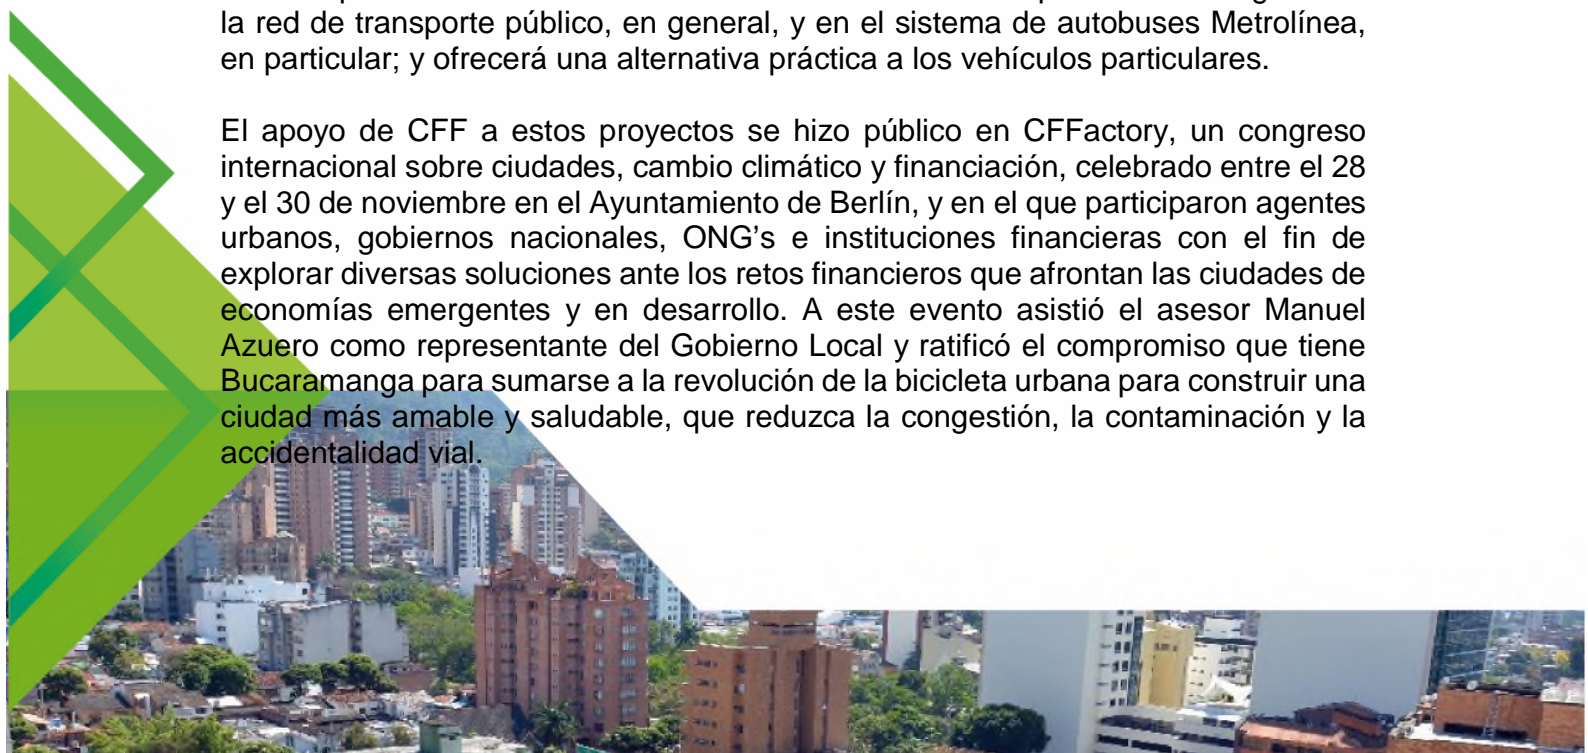 la red de transporte público, en general, y en el sistema de autobuses Metrolínea,
en particular; y ofrecerá una alternativa práctica a los vehículos particulares.
El apoyo de CFF a estos proyectos se hizo público en CFFactory, un congreso
internacional sobre ciudades, cambio climático y financiación, celebrado entre el 28
y el 30 de noviembre en el Ayuntamiento de Berlín, y en el que participaron agentes
urbanos, gobiernos nacionales, ONG’s e instituciones financieras con el fin de
explorar diversas soluciones ante los retos financieros que afrontan las ciudades de
economías emergentes y en desarrollo. A este evento asistió el asesor Manuel
Azuero como representante del Gobierno Local y ratificó el compromiso que tiene
Bucaramanga para sumarse a la revolución de la bicicleta urbana para construir una
ciudad más amable y saludable, que reduzca la congestión, la contaminación y la
accidentalidad vial.